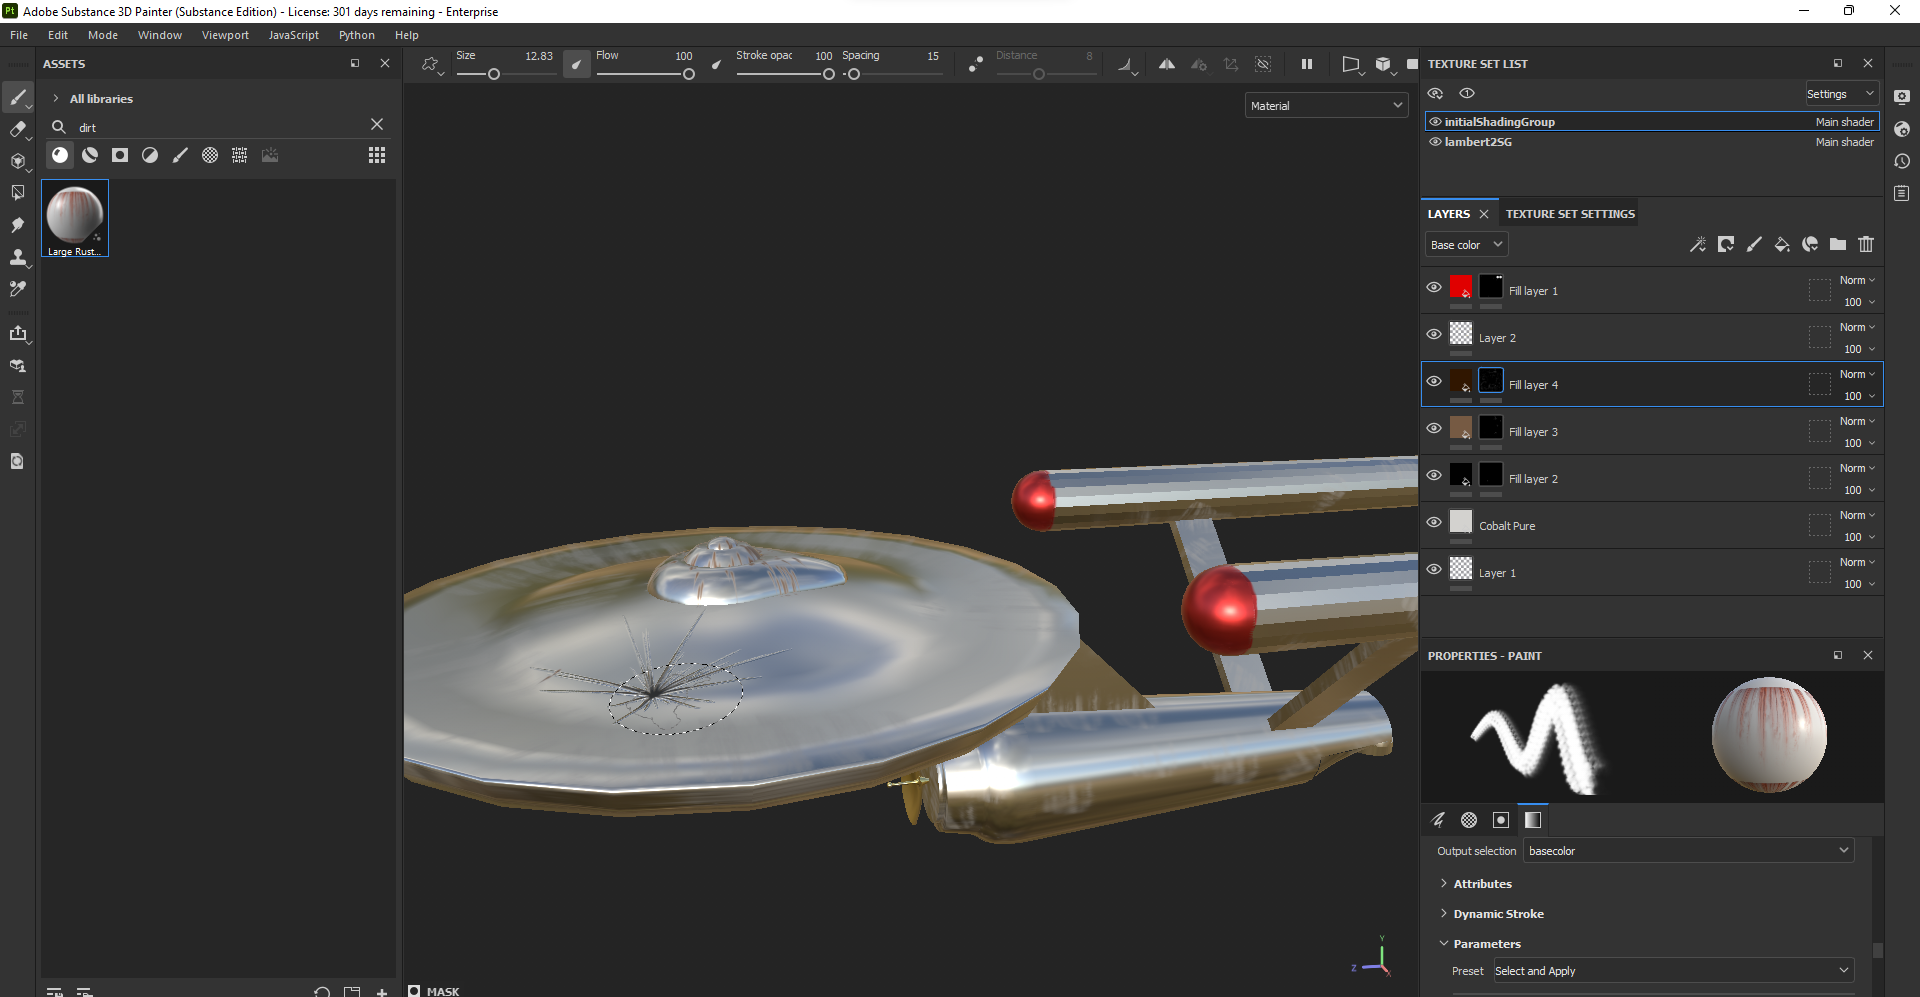 Pt Adobe Substance 3D Painter (Substance Edition) - License: 301 days remaining - Enterprise
File Edit Mode Window Viewport JavaScript Python Help
ASSETS
All libraries
dirt
Large Rust...
Size 12.83
Flow 100
Stroke opac 100
Spacing 15
Distance 8
Material
MASK
Y
Z
X
TEXTURE SET LIST
1
Settings
initialShadingGroup Main shader
lambert2SG Main shader
LAYERS TEXTURE SET SETTINGS
Base color
Fill layer 1 Norm
100
Layer 2 Norm
100
Fill layer 4 Norm
100
Fill layer 3 Norm
100
Fill layer 2 Norm
100
Cobalt Pure Norm
100
Layer 1 Norm
100
PROPERTIES - PAINT
Output selection basecolor
Attributes
Dynamic Stroke
Parameters
Preset Select and Apply